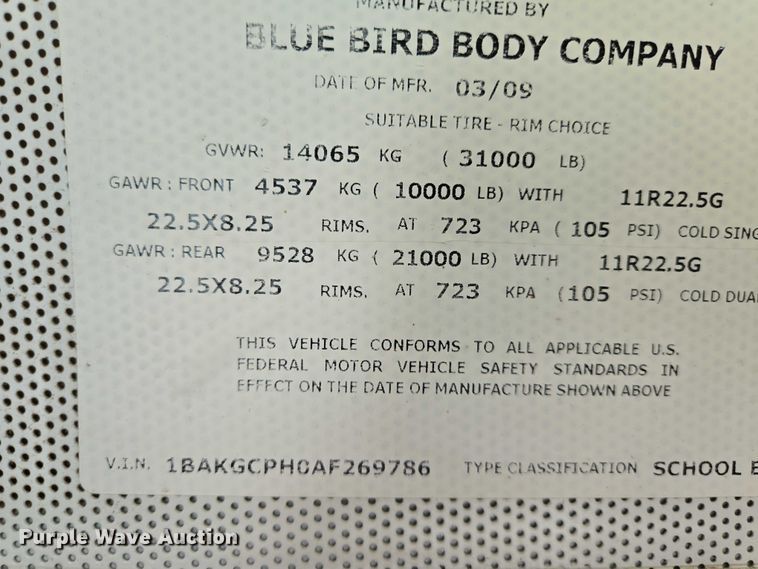 MANUFACTURED BY
BLUE BIRD BODY COMPANY
DATE OF MFR. 03/09
SUITABLE TIRE - RIM CHOICE
GVWR: 14065 KG ( 31000 LB)
GAWR : FRONT 4537 KG ( 10000 LB) WITH 11R22.5G
22.5X8.25 RIMS. AT 723 KPA ( 105 PSI) COLD SING
GAWR : REAR 9528 KG ( 21000 LB) WITH 11R22.5G
22.5X8.25 RIMS. AT 723 KPA (105 PSI) COLD DUA
THIS VEHICLE CONFORMS TO ALL APPLICABLE U.S.
FEDERAL MOTOR VEHICLE SAFETY STANDARDS IN
EFFECT ON THE DATE OF MANUFACTURE SHOWN ABOVE
V.I.N. 1BAKGCPH0AF269786 TYPE CLASSIFICATION SCHOOL B
Purple Wave Auction